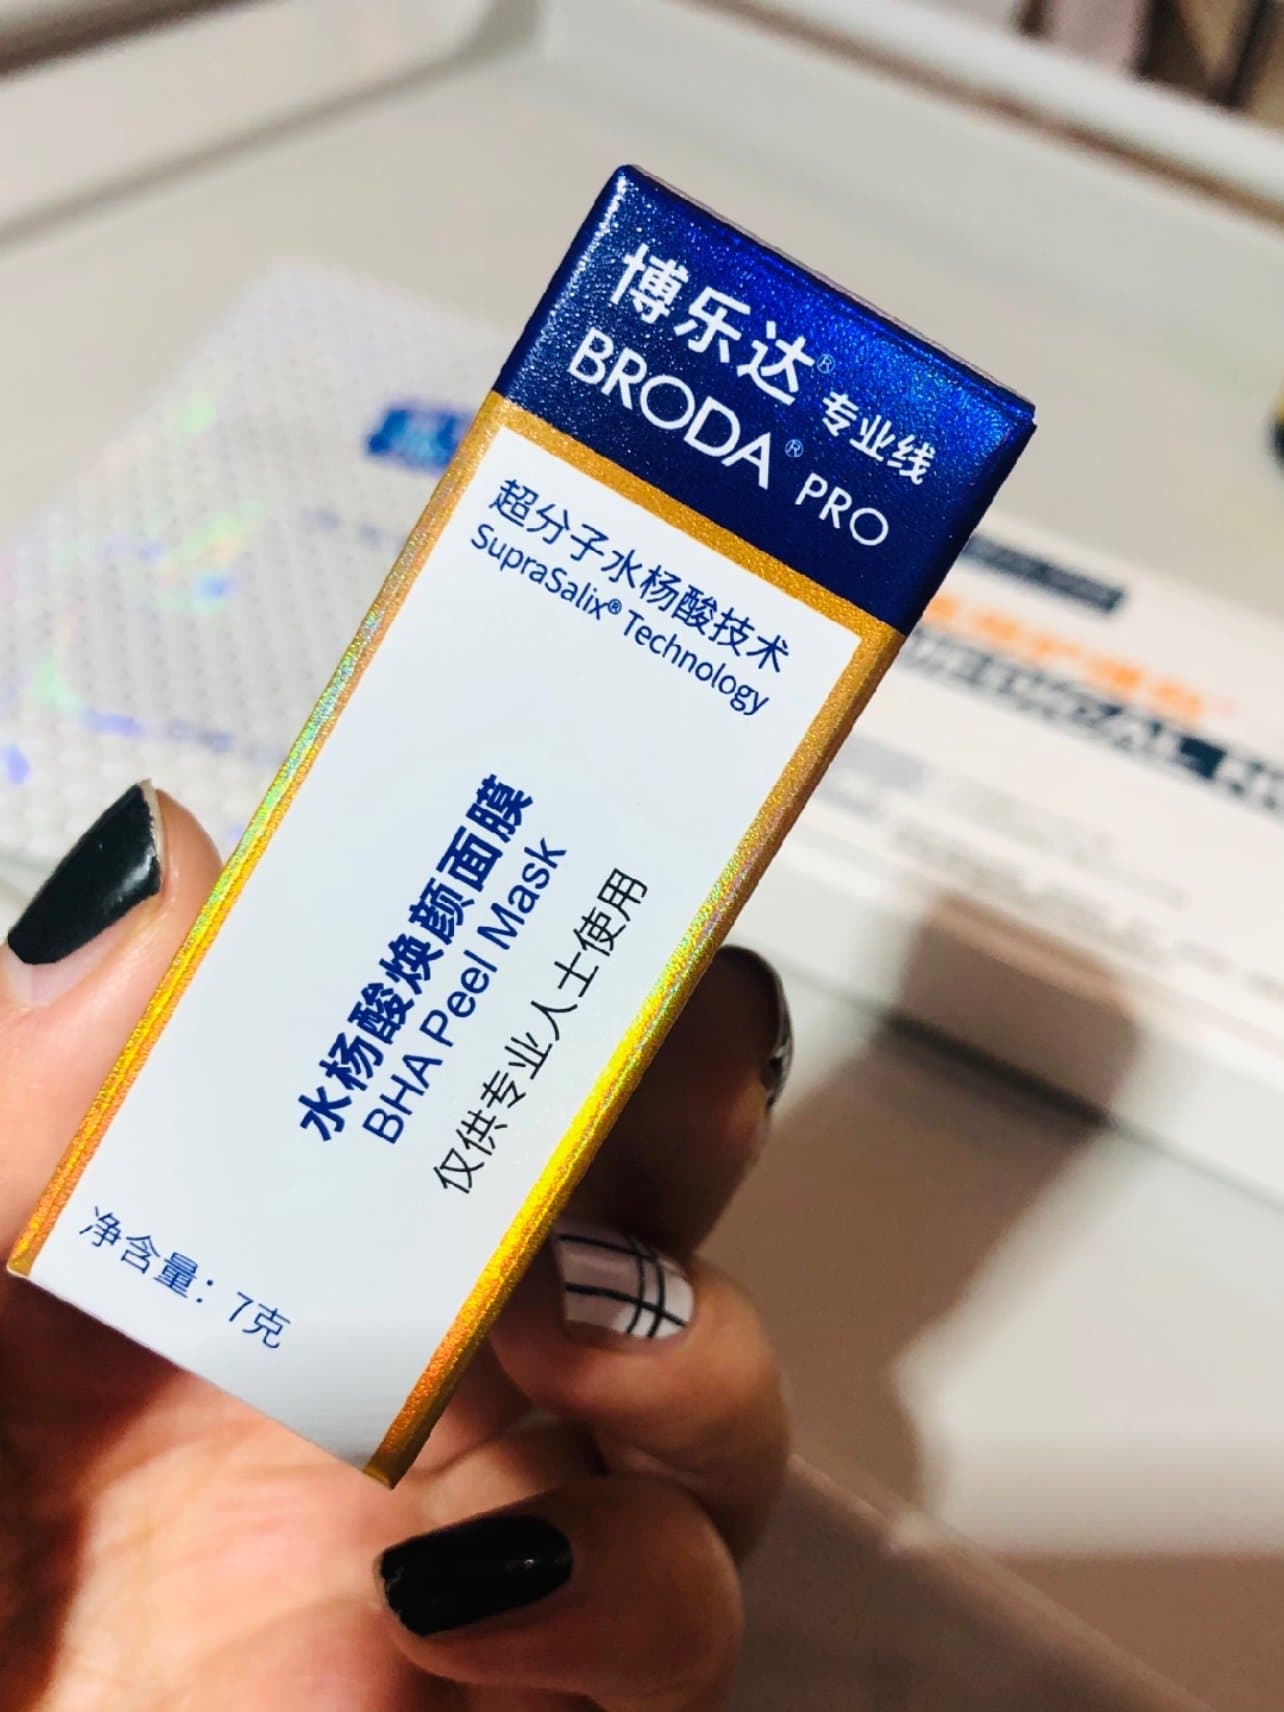 博乐达® 专业线
BRODA® PRO
超分子水杨酸技术
SupraSalix® Technology
水杨酸焕颜面膜
BHA Peel Mask
仅供专业人士使用
净含量：7克